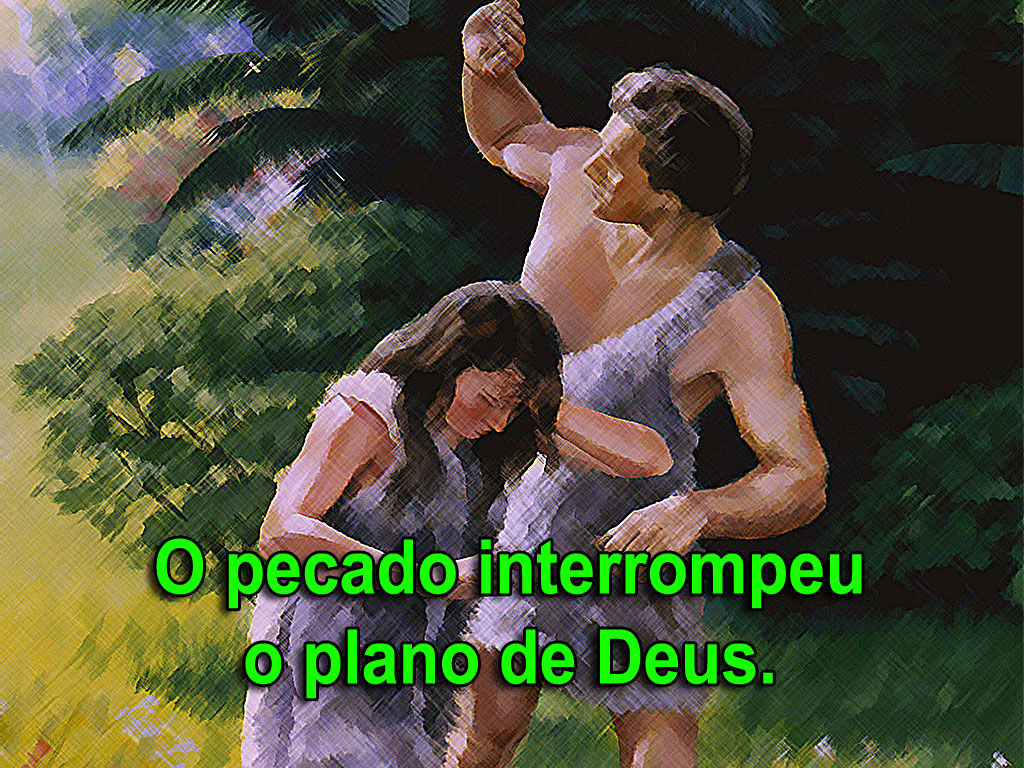 O pecado interrompeu
o plano de Deus.